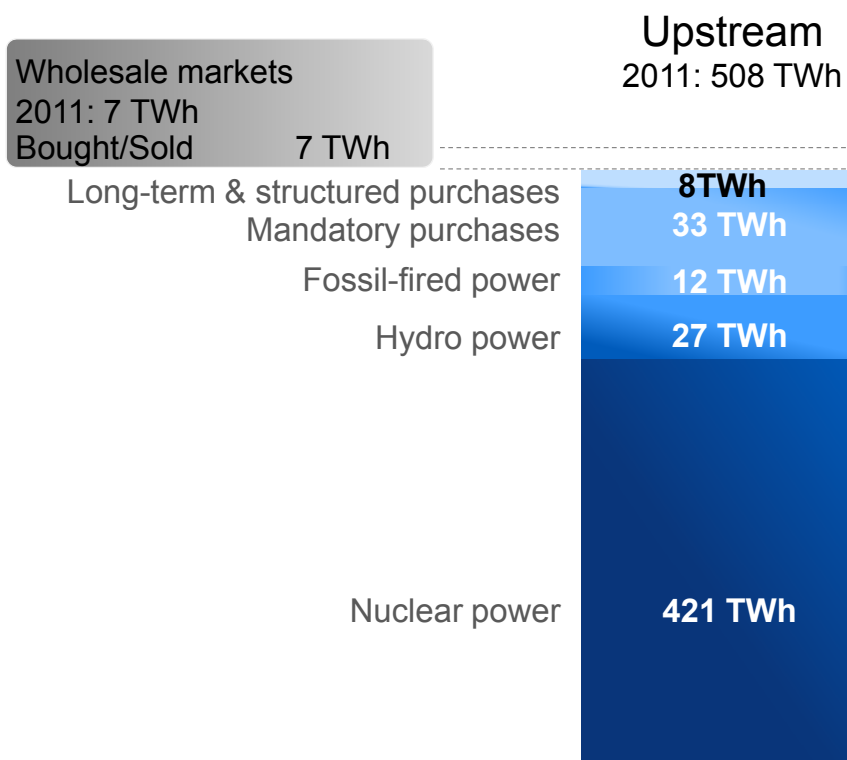 Upstream
2011: 508 TWh
Wholesale markets
2011: 7 TWh
Bought/Sold 7 TWh
Long-term & structured purchases 8TWh
Mandatory purchases 33 TWh
Fossil-fired power 12 TWh
Hydro power 27 TWh
Nuclear power 421 TWh